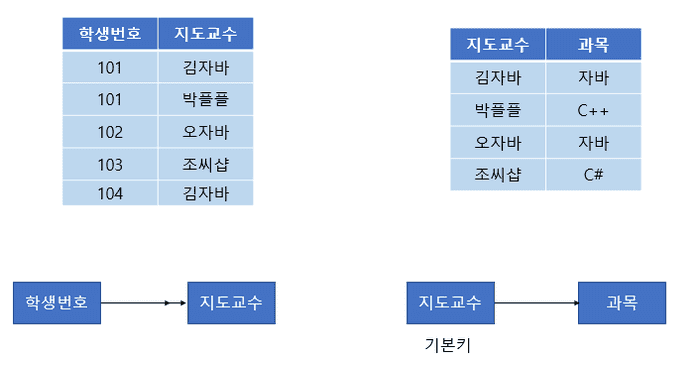 학생번호 지도교수
101 김자바
101 박플플
102 오자바
103 조씨샵
104 김자바
지도교수 과목
김자바 자바
박플플 C++
오자바 자바
조씨샵 C#
학생번호 지도교수
지도교수 과목
기본키